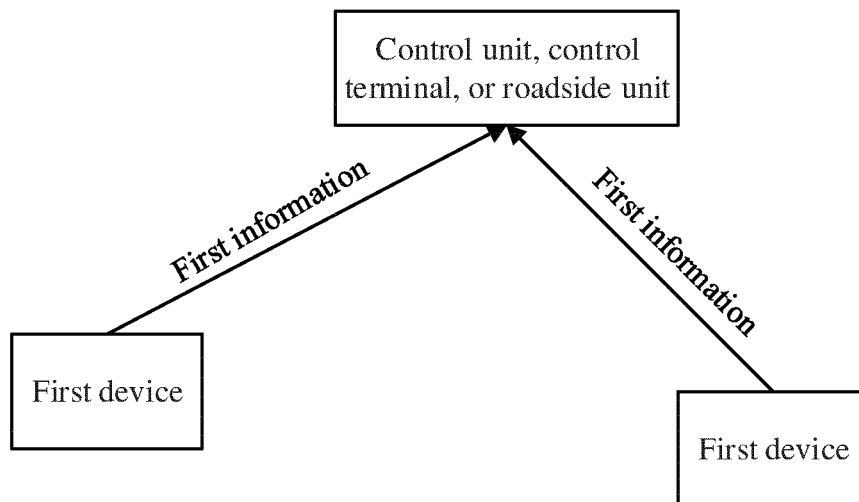 Control unit, control
terminal, or roadside unit
First information
First information
First device
First device